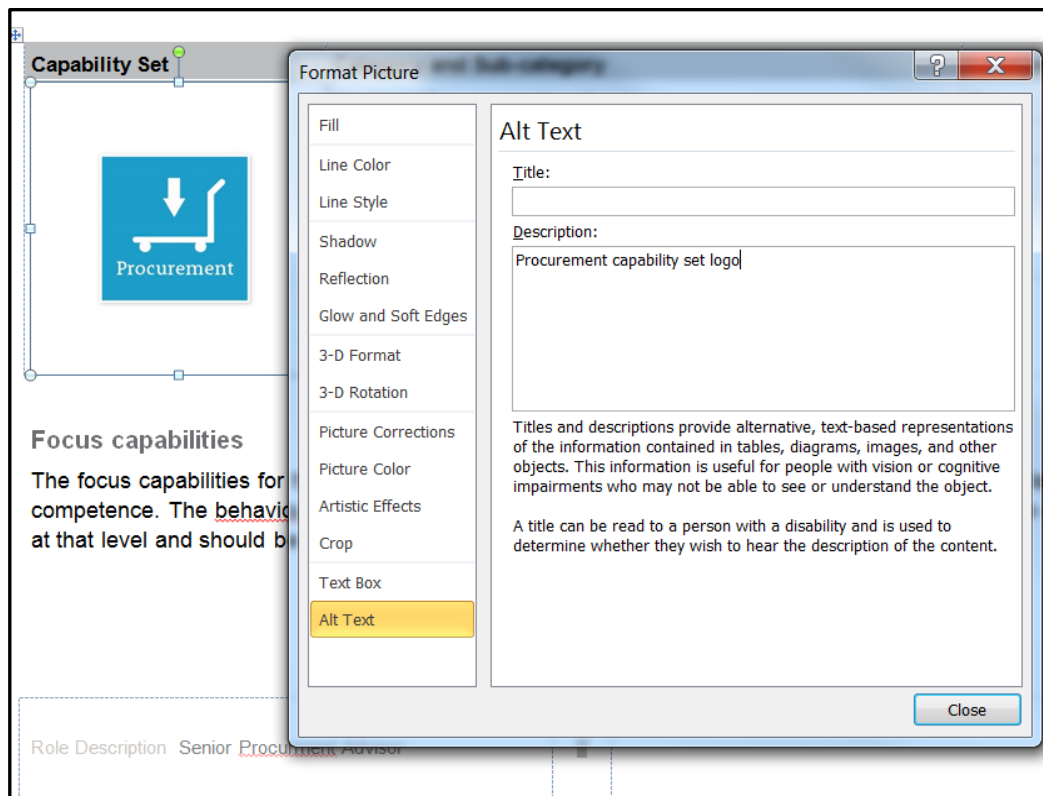 Capability Set
and Sub-category
Procurement
Focus capabilities
The focus capabilities for
competence. The behavio
at that level and should b
Role Description Senior Procurment Advisor
Format Picture
Fill
Line Color
Line Style
Shadow
Reflection
Glow and Soft Edges
3-D Format
3-D Rotation
Picture Corrections
Picture Color
Artistic Effects
Crop
Text Box
Alt Text
Alt Text
Title:
Description:
Procurement capability set logo
Titles and descriptions provide alternative, text-based representations
of the information contained in tables, diagrams, images, and other
objects. This information is useful for people with vision or cognitive
impairments who may not be able to see or understand the object.
A title can be read to a person with a disability and is used to
determine whether they wish to hear the description of the content.
Close